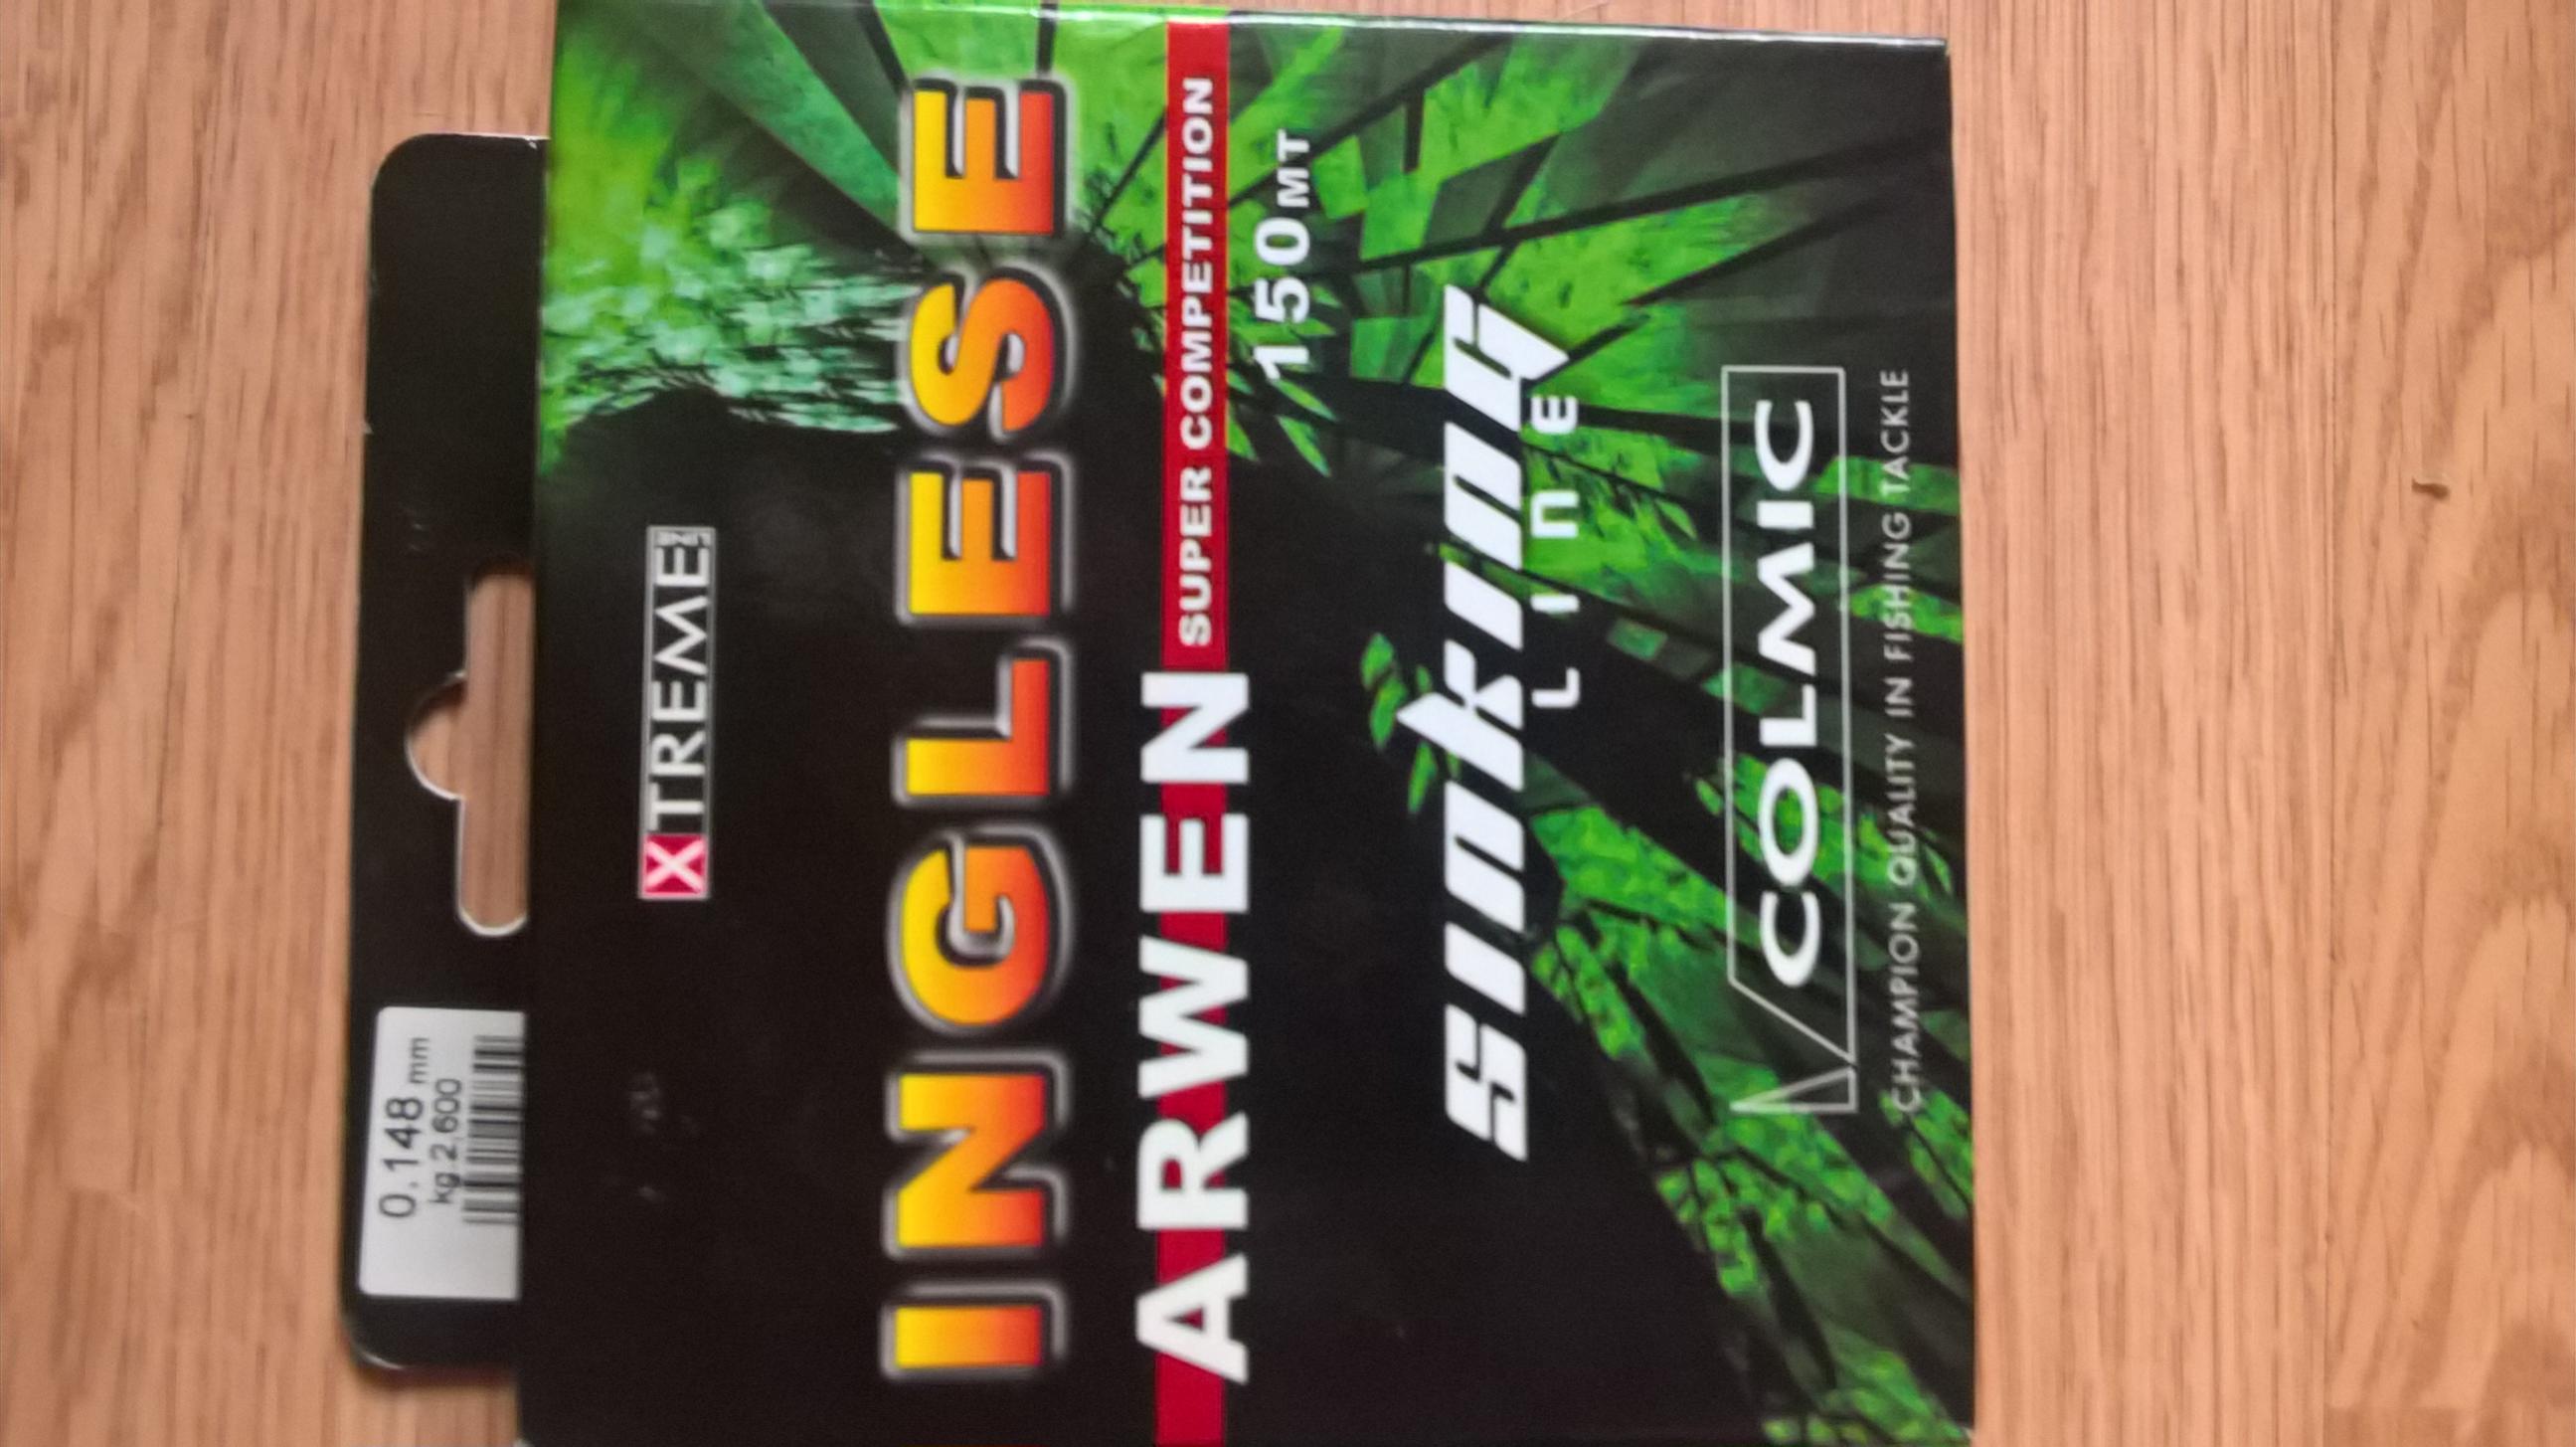 0.148 mm
kg.2,600
XTREME LINE
INGLESE
ARWEN SUPER COMPETITION
150 MT
sinking
LinE
COLMIC
CHAMPION QUALITY IN FISHING TACKLE